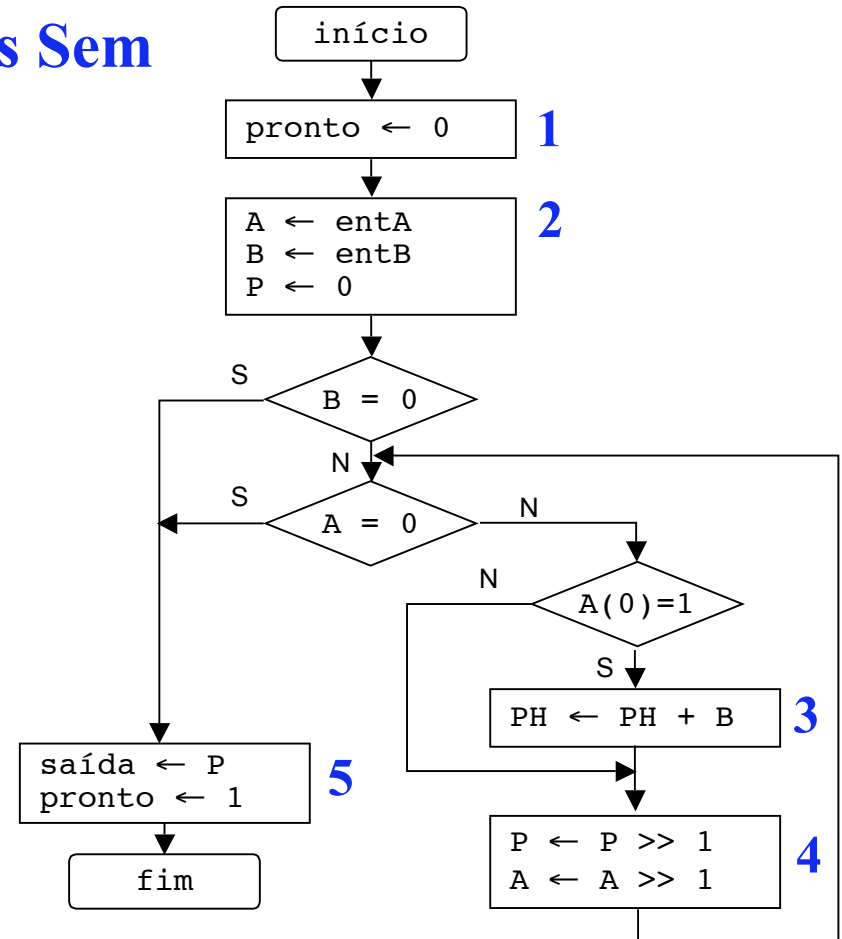 s Sem
início
pronto ← 0
1
A ← entA
B ← entB
P ← 0
2
B = 0
S
N
A = 0
S
N
A(0)=1
N
S
PH ← PH + B
3
P ← P >> 1
A ← A >> 1
4
saída ← P
pronto ← 1
5
fim